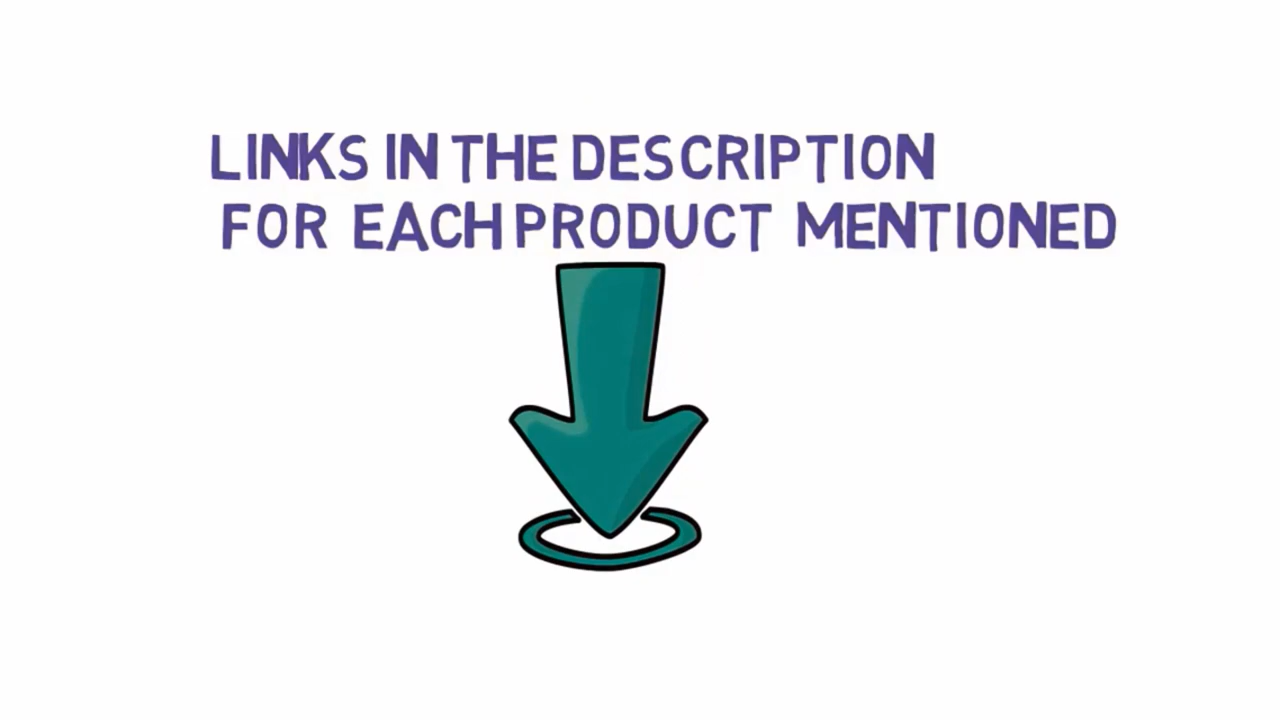 LINKS IN THE DESCRIPTION
FOR EACH PRODUCT MENTIONED